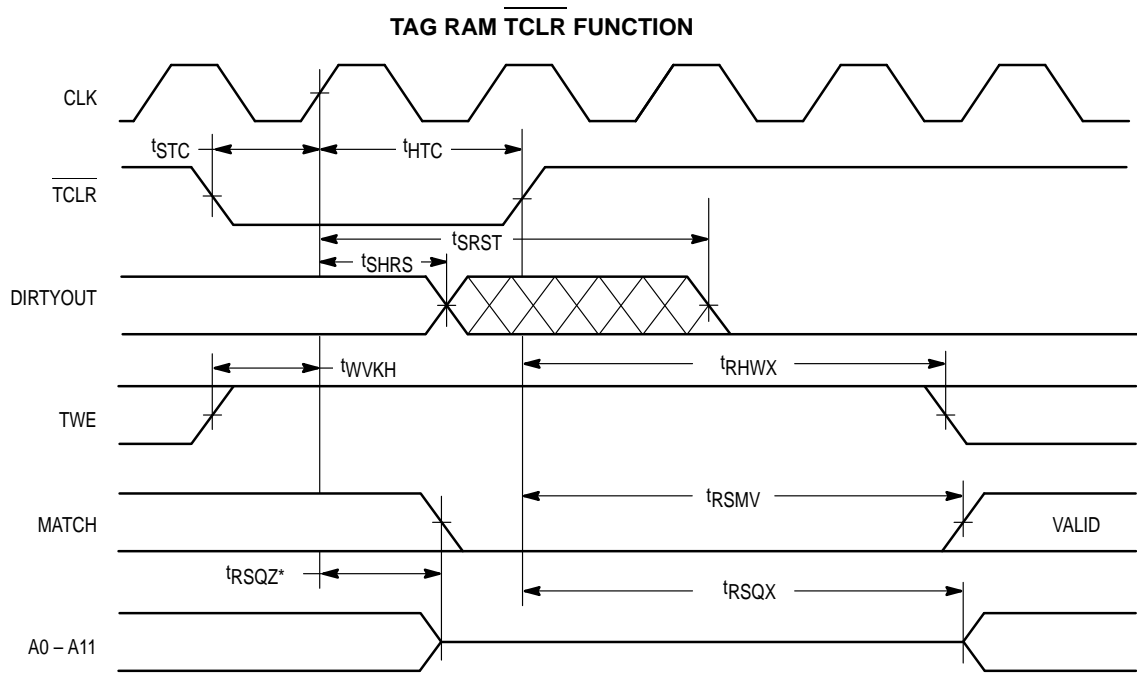 TAG RAM TCLR FUNCTION
CLK
tSTC
tHTC
TCLR
tSRST
tSHRS
DIRTYOUT
tWVKH
tRHWX
TWE
tRSMV
MATCH
VALID
tRSQZ*
tRSQX
A0 – A11